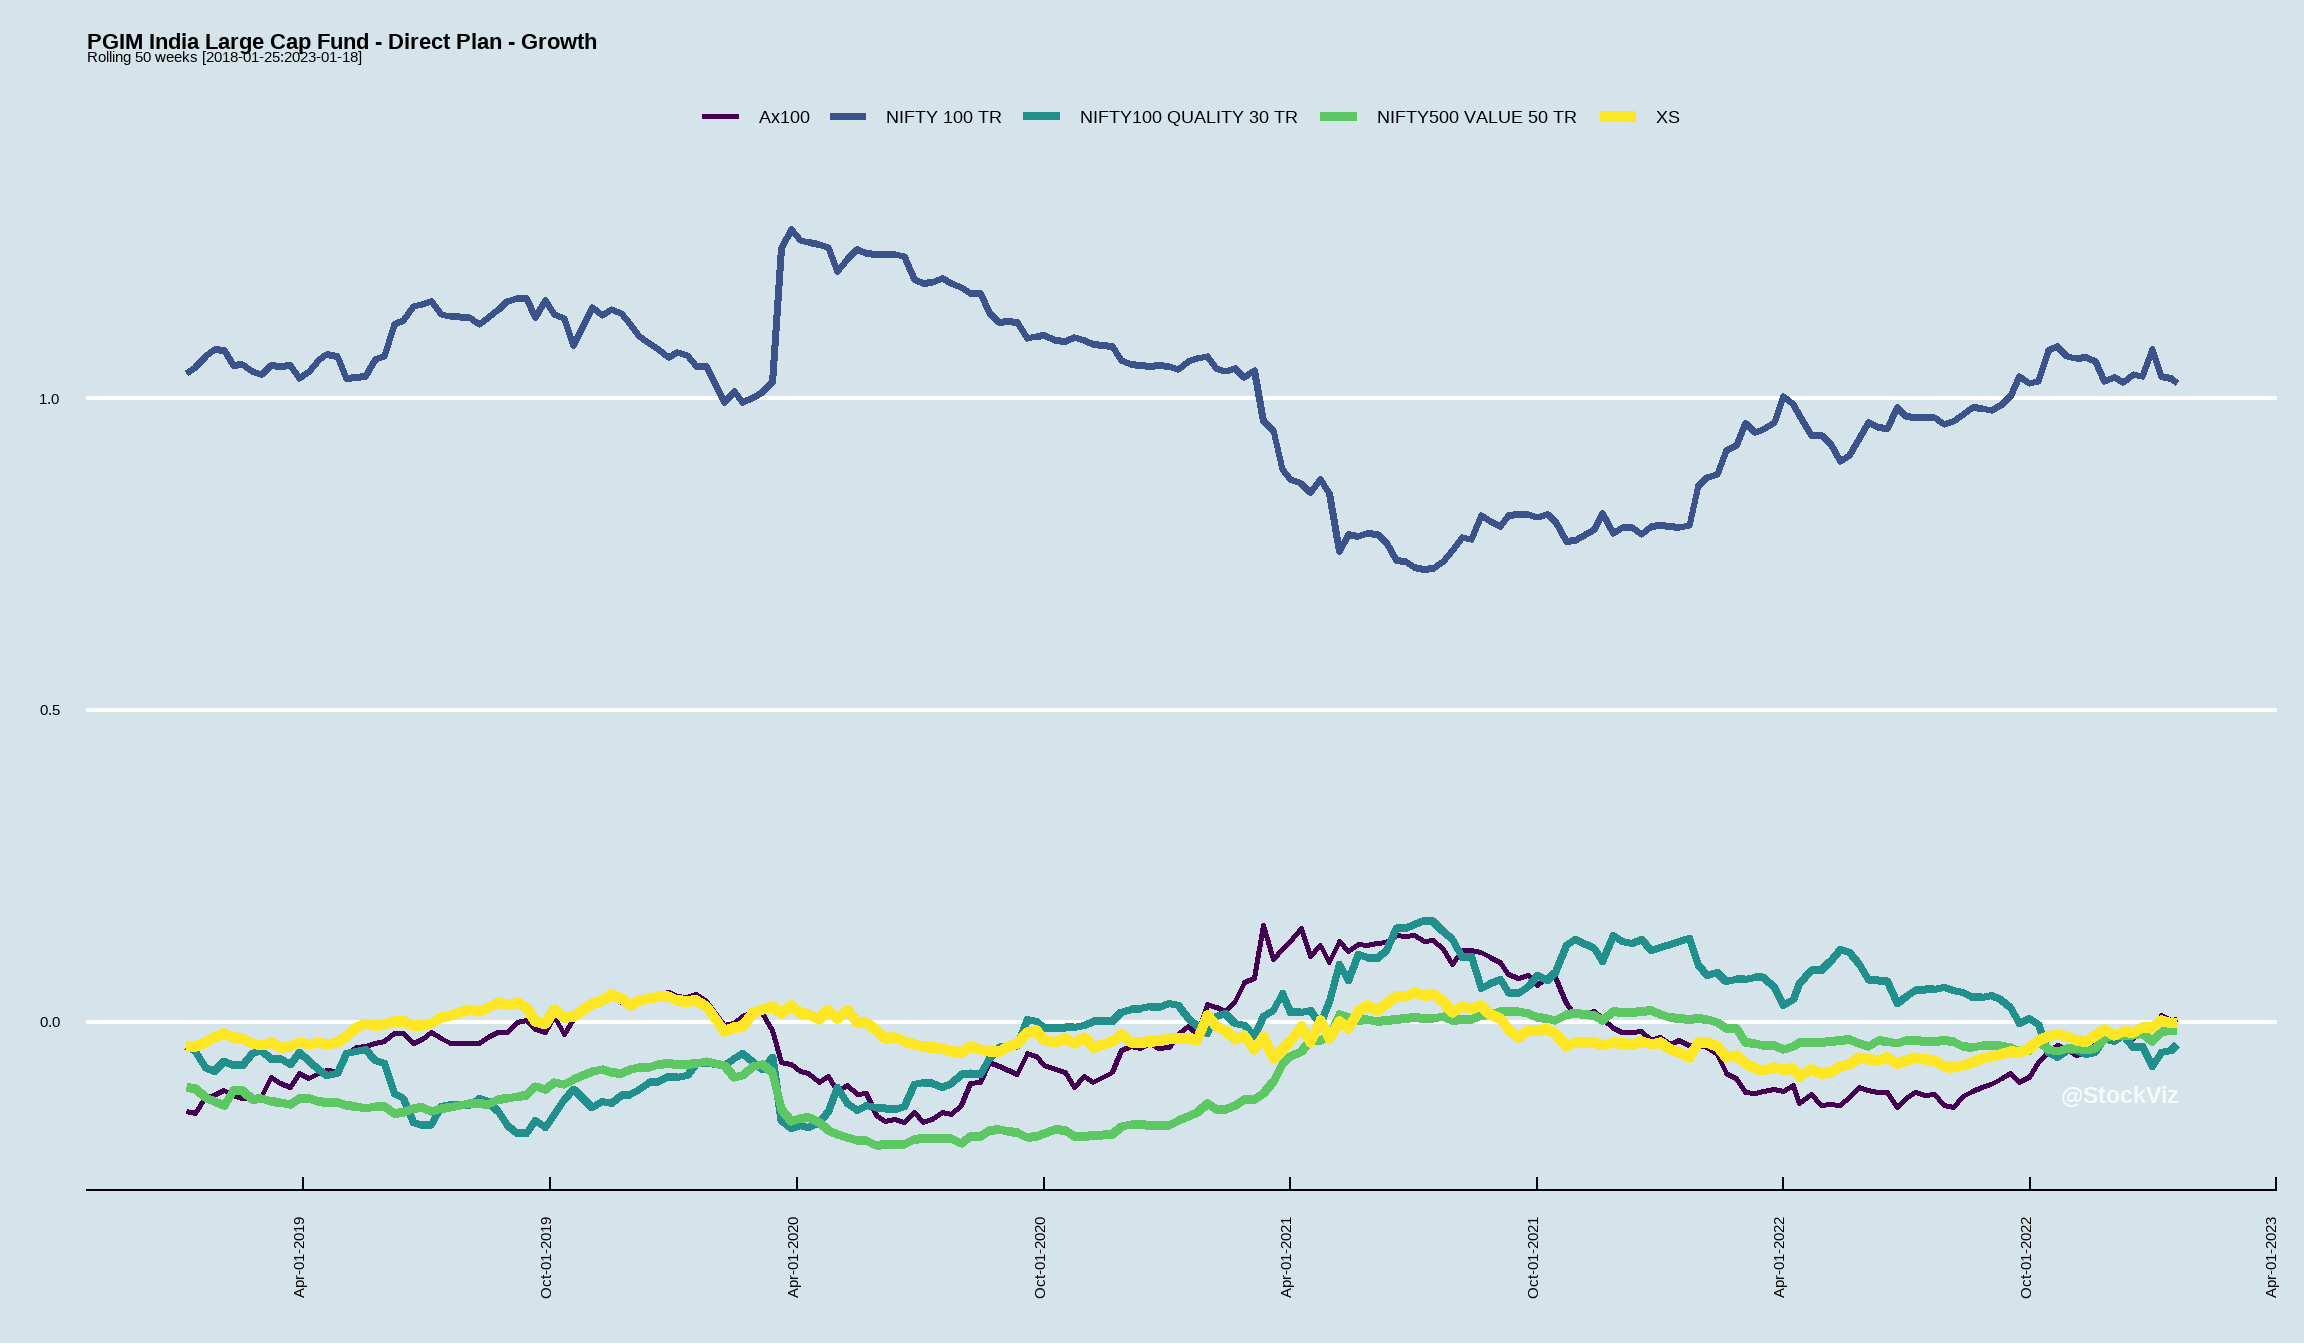 PGIM India Large Cap Fund - Direct Plan - Growth
Rolling 50 weeks [2018-01-25:2023-01-18]
Ax100 NIFTY 100 TR NIFTY100 QUALITY 30 TR NIFTY500 VALUE 50 TR XS
1.0
0.5
0.0
@StockViz
Apr-01-2019 Oct-01-2019 Apr-01-2020 Oct-01-2020 Apr-01-2021 Oct-01-2021 Apr-01-2022 Oct-01-2022 Apr-01-2023